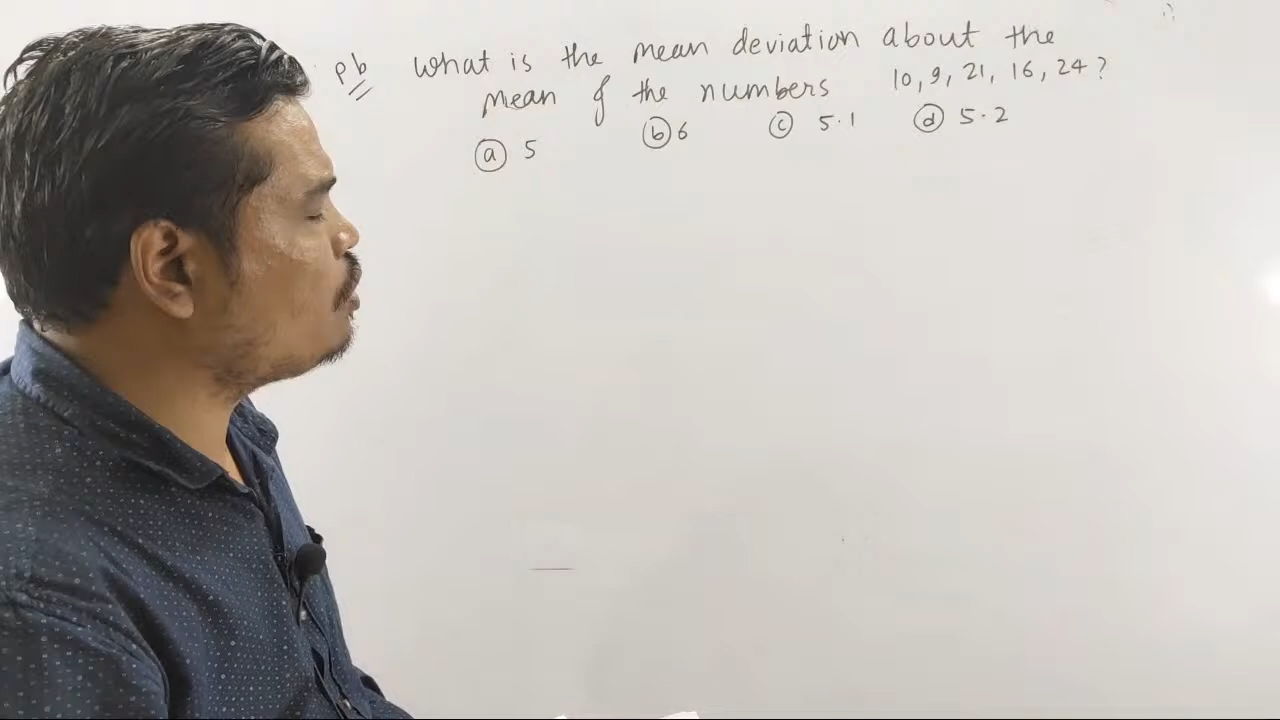 Pb What is the mean deviation about the
mean of the numbers 10, 9, 21, 16, 24 ?
(a) 5 (b) 6 (c) 5.1 (d) 5.2